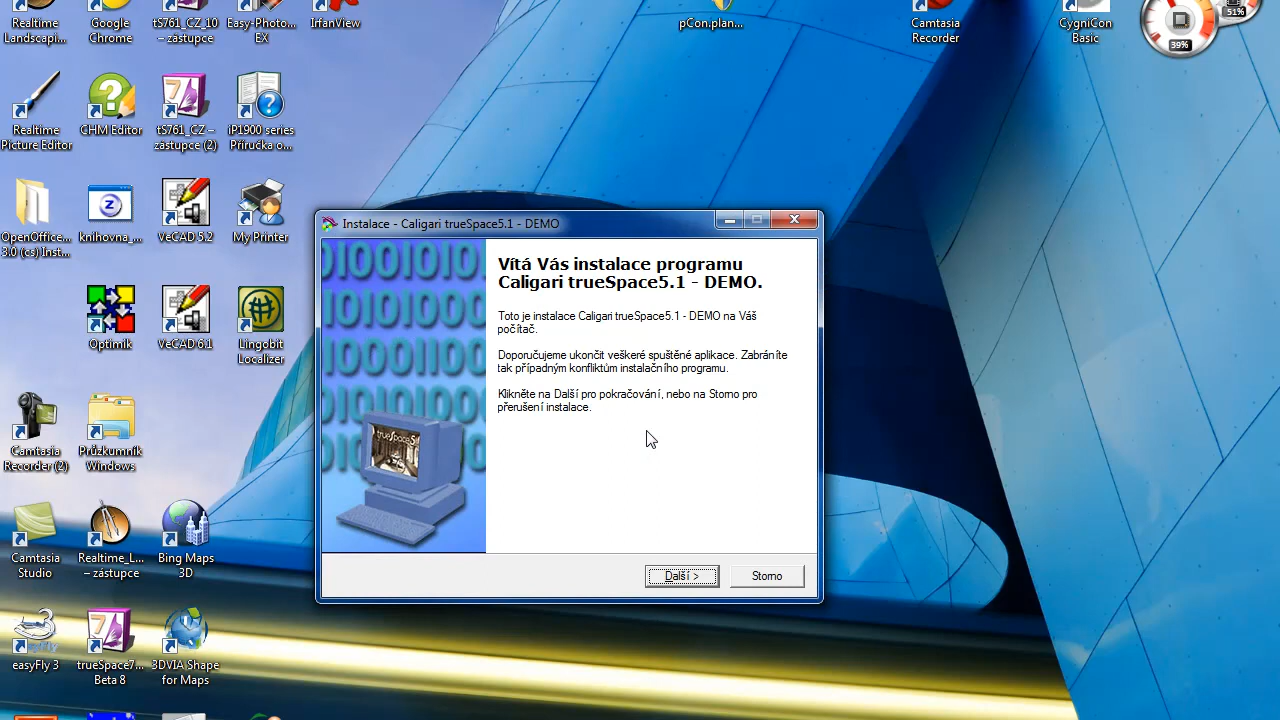 Realtime
Landscapi...
Google
Chrome
tS761_CZ_10
– zástupce
Easy-Photo...
EX
IrfanView
pCon.plan...
Camtasia
Recorder
CygniCon
Basic
39%
51%
Realtime
Picture Editor
CHM Editor
tS761_CZ –
zástupce (2)
iP1900 series
Příručka o...
OpenOffice...
3.0 (cs) Inst...
knihovna_...
VeCAD 5.2
My Printer
Optimik
VeCAD 6.1
Lingobit
Localizer
Camtasia
Recorder (2)
Průzkumník
Windows
Camtasia
Studio
Realtime_L...
– zástupce
Bing Maps
3D
easyFly 3
trueSpace7...
Beta 8
3DVIA Shape
for Maps
Instalace - Caligari trueSpace5.1 - DEMO
Vítá Vás instalace programu
Caligari trueSpace5.1 - DEMO.
Toto je instalace Caligari trueSpace5.1 - DEMO na Váš
počítač.
Doporučujeme ukončit veškeré spuštěné aplikace. Zabráníte
tak případným konfliktům instalačního programu.
Klikněte na Další pro pokračování, nebo na Storno pro
přerušení instalace.
Další >
Storno